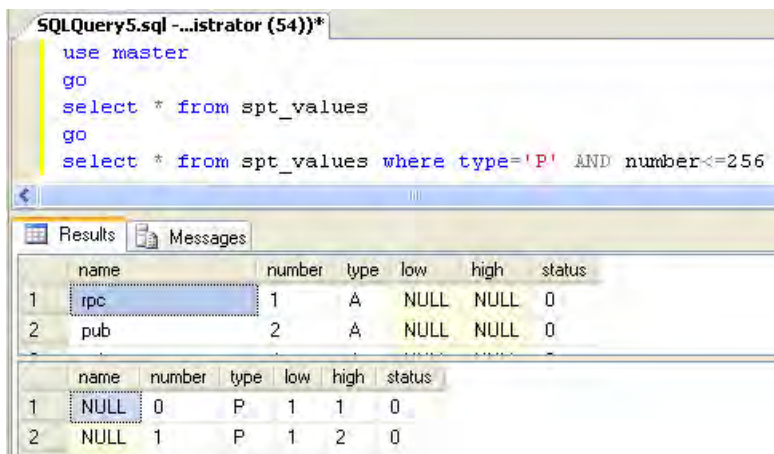 SQLQuery5.sql -...istrator (54))*
use master
go
select * from spt_values
go
select * from spt_values where type='P' AND number<=256
Results Messages
name number type low high status
1 rpc 1 A NULL NULL 0
2 pub 2 A NULL NULL 0
name number type low high status
1 NULL 0 P 1 1 0
2 NULL 1 P 1 2 0